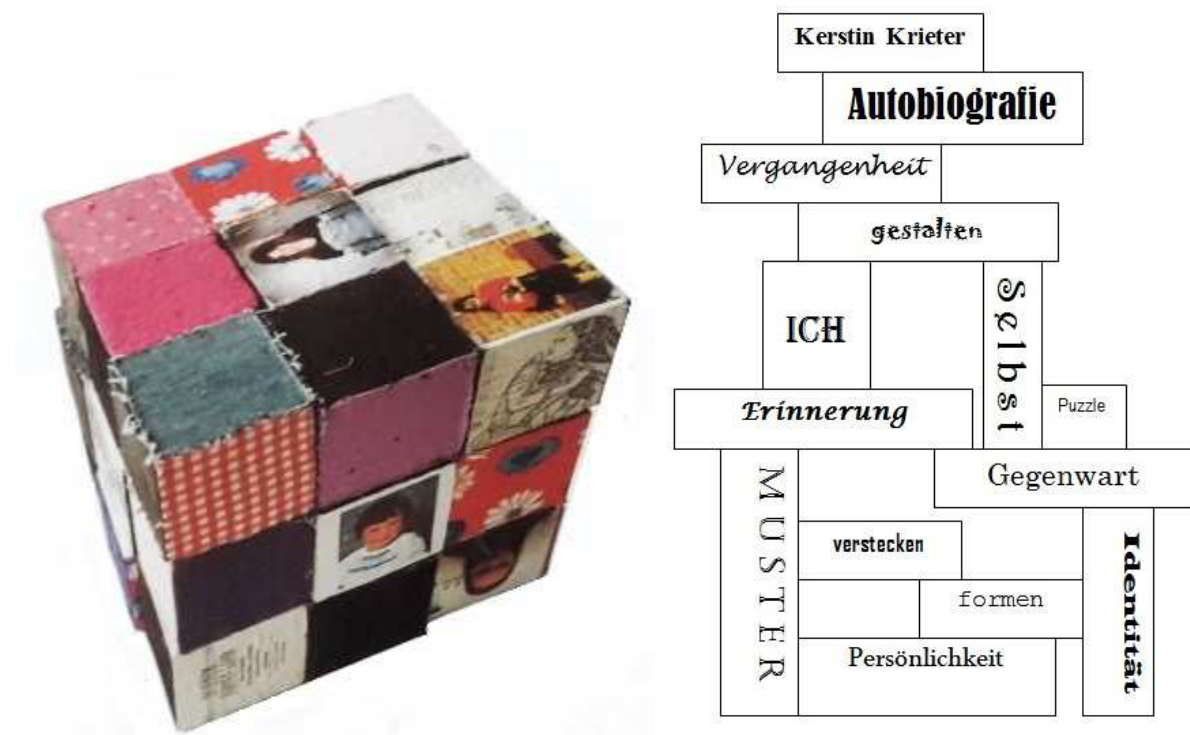 Kerstin Krieter
Autobiografie
Vergangenheit
gestalten
ICH
Selbst
Erinnerung
Puzzle
MUSTER
Gegenwart
verstecken
Identität
formen
Persönlichkeit